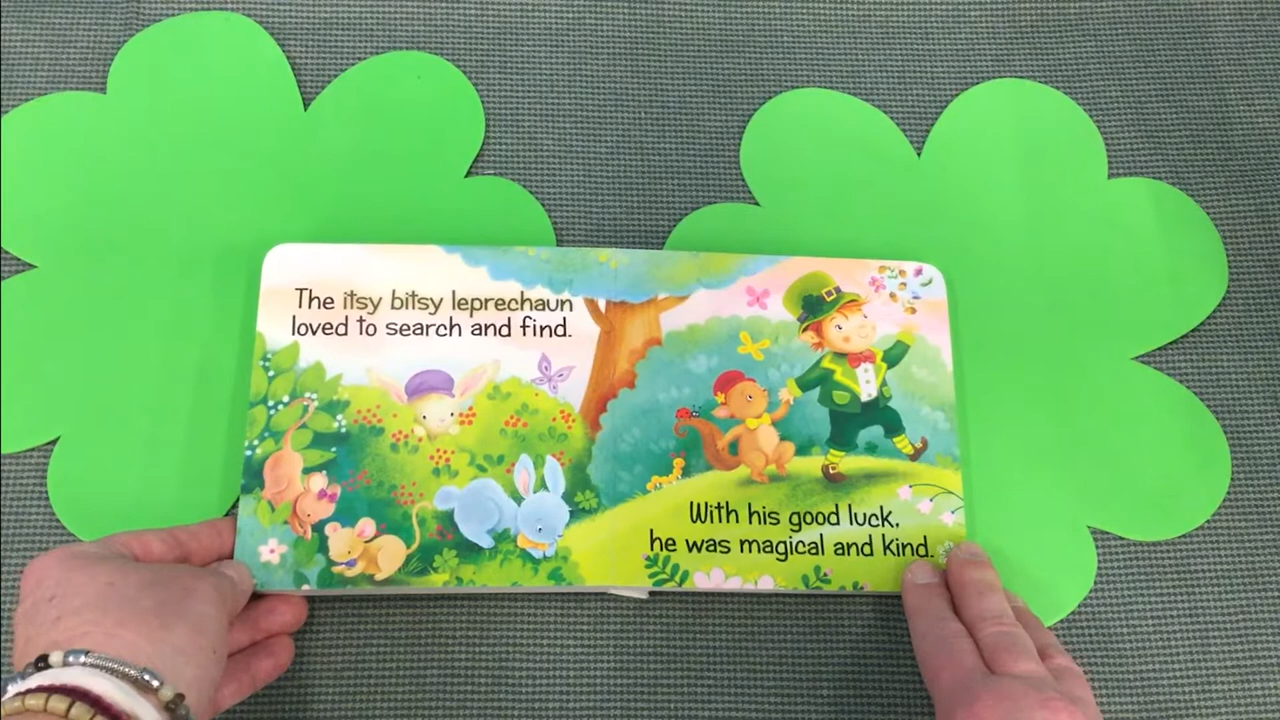 The itsy bitsy leprechaun
loved to search and find.
With his good luck,
he was magical and kind.